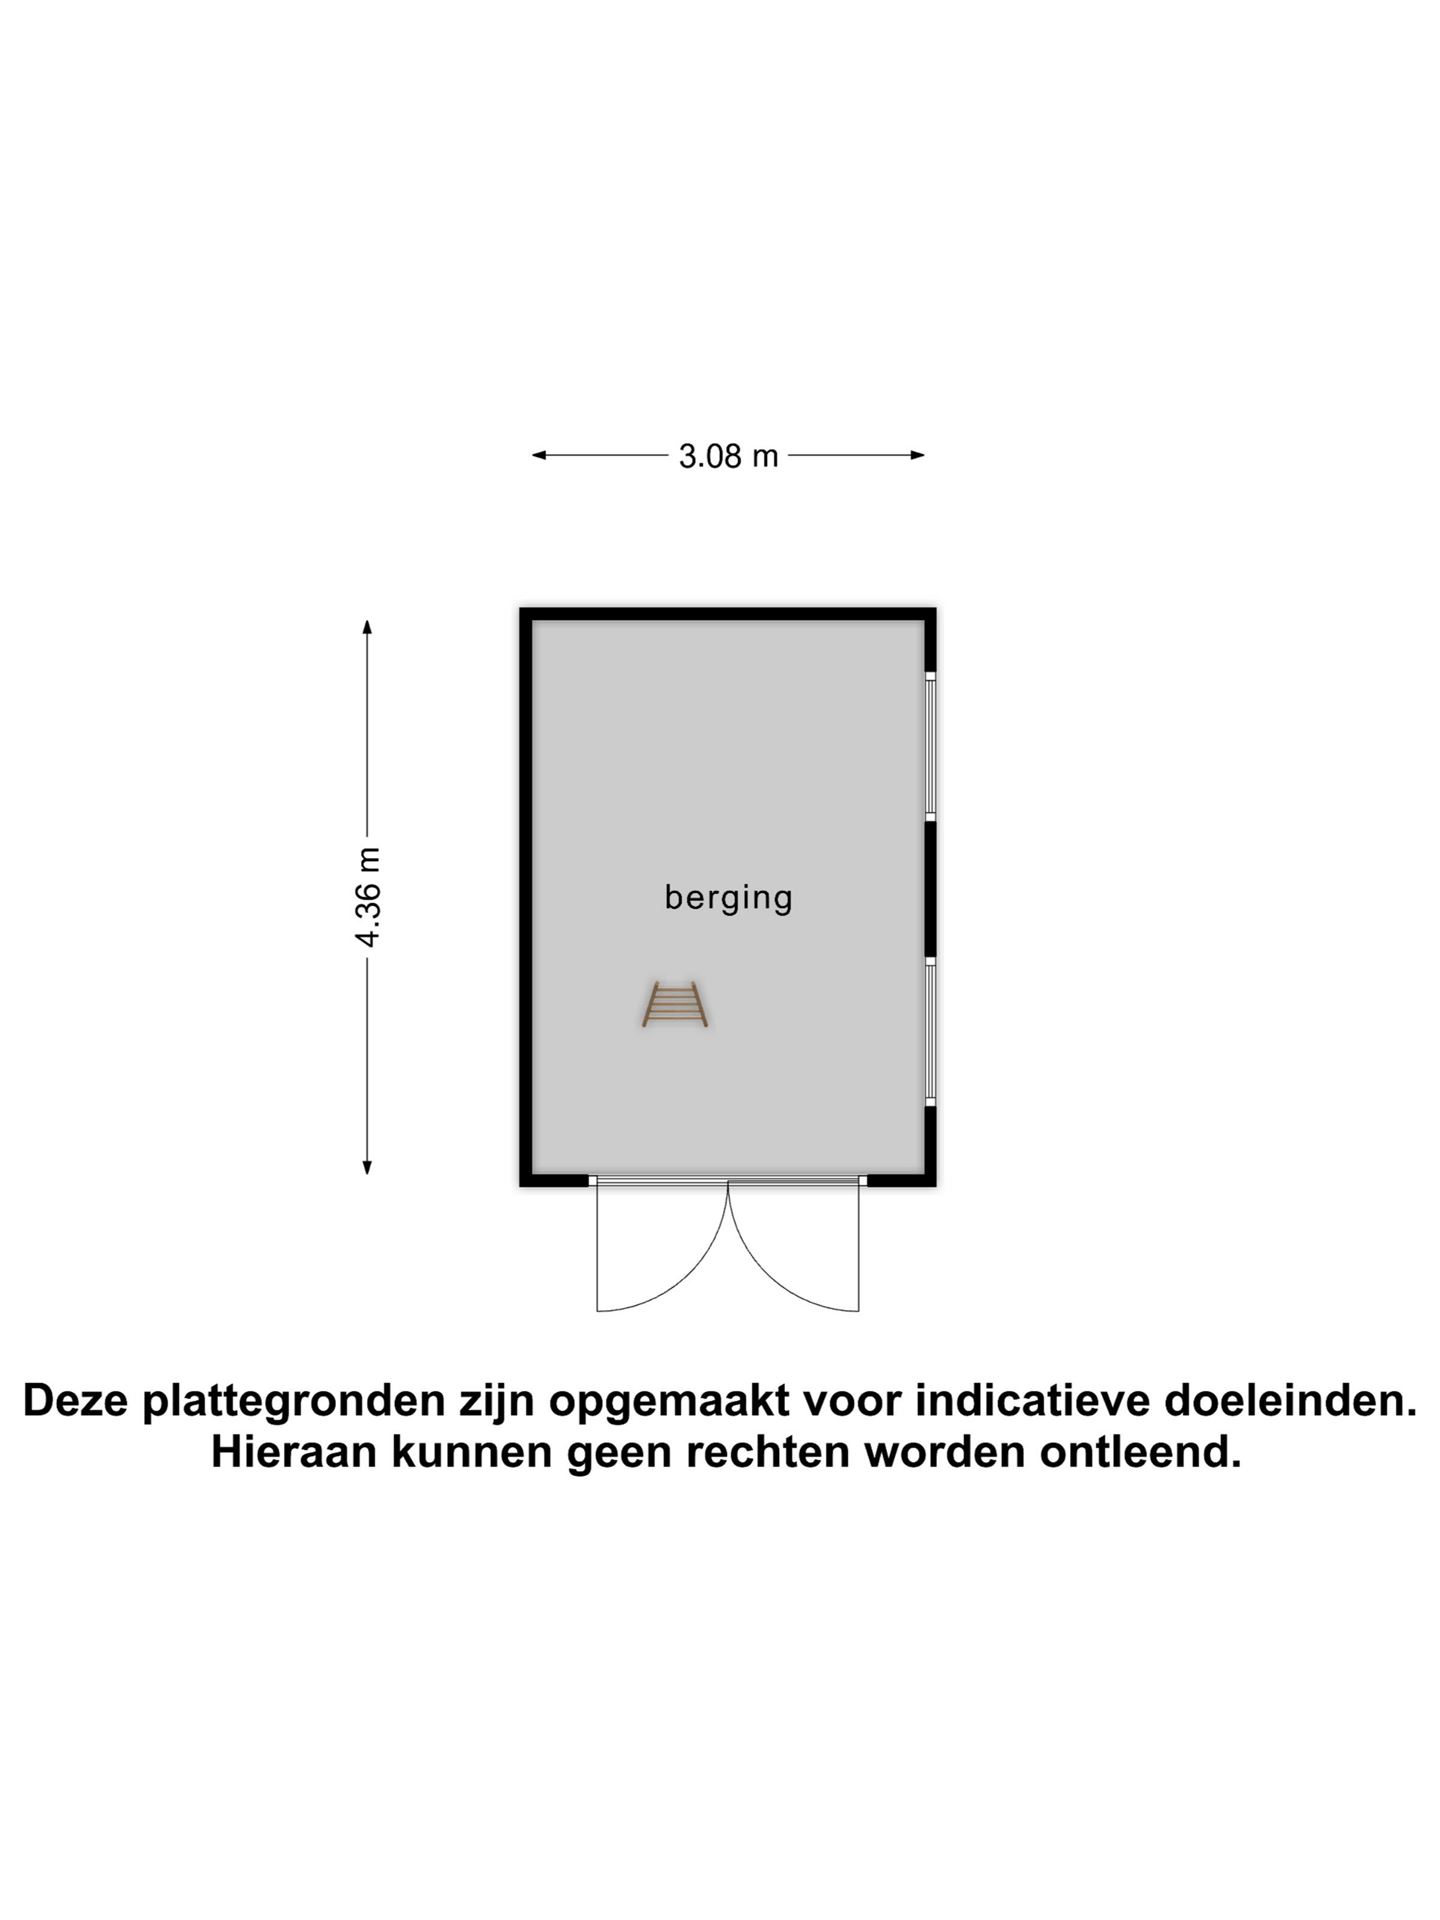 3.08 m
4.36 m
berging
Deze plattegronden zijn opgemaakt voor indicatieve doeleinden.
Hieraan kunnen geen rechten worden ontleend.